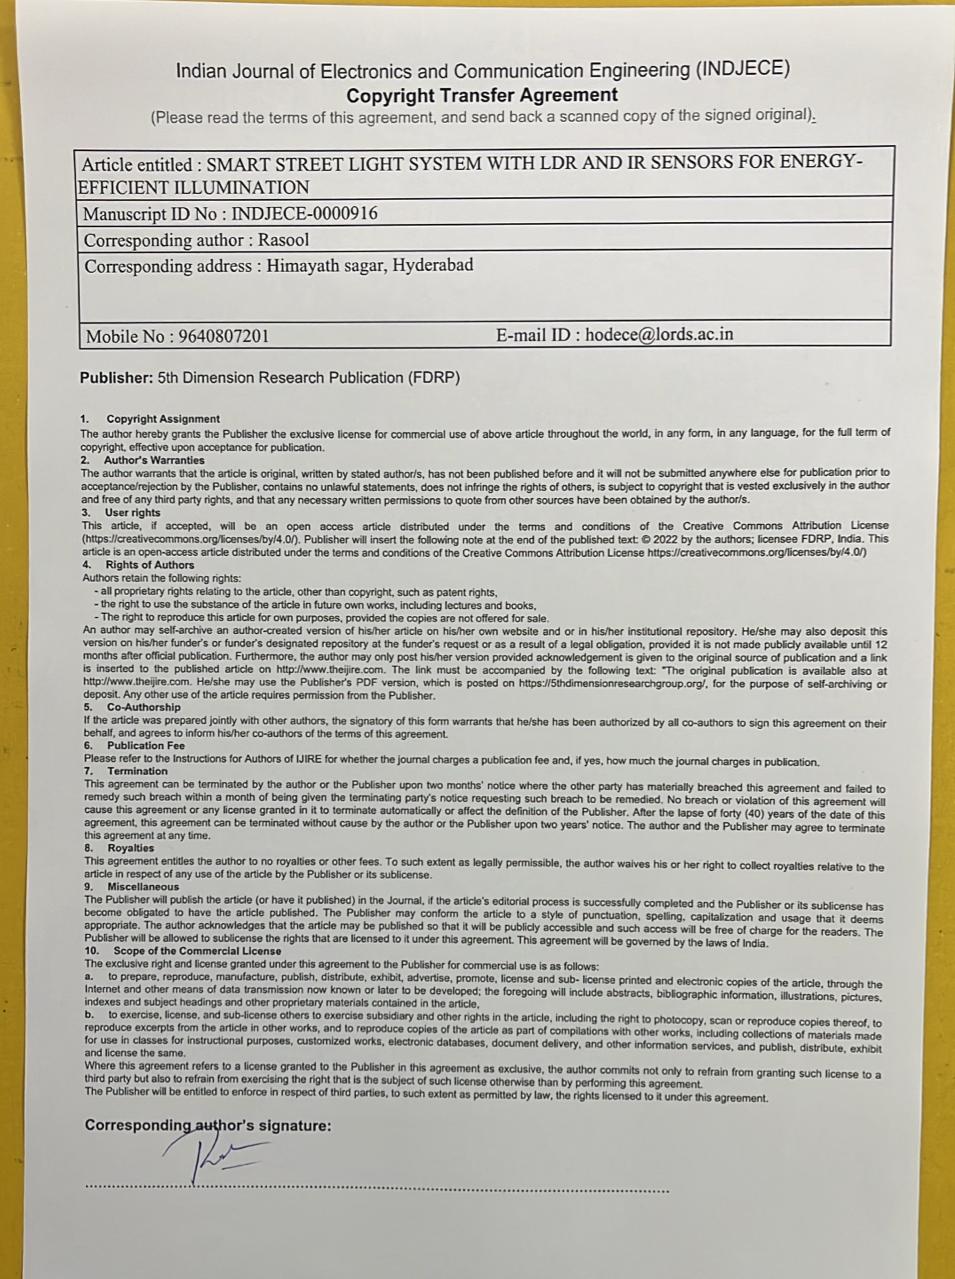 Indian Journal of Electronics and Communication Engineering (INDJECE)
Copyright Transfer Agreement
(Please read the terms of this agreement, and send back a scanned copy of the signed original).
Article entitled : SMART STREET LIGHT SYSTEM WITH LDR AND IR SENSORS FOR ENERGY-
EFFICIENT ILLUMINATION
Manuscript ID No : INDJECE-0000916
Corresponding author : Rasool
Corresponding address : Himayath sagar, Hyderabad
Mobile No : 9640807201 E-mail ID : hodece@lords.ac.in
Publisher: 5th Dimension Research Publication (FDRP)
1. Copyright Assignment
The author hereby grants the Publisher the exclusive license for commercial use of above article throughout the world, in any form, in any language, for the full term of
copyright, effective upon acceptance for publication.
2. Author's Warranties
The author warrants that the article is original, written by stated author/s, has not been published before and it will not be submitted anywhere else for publication prior to
acceptance/rejection by the Publisher, contains no unlawful statements, does not infringe the rights of others, is subject to copyright that is vested exclusively in the author
and free of any third party rights, and that any necessary written permissions to quote from other sources have been obtained by the author/s.
3. User rights
This article, if accepted, will be an open access article distributed under the terms and conditions of the Creative Commons Attribution License
(https://creativecommons.org/licenses/by/4.0/). Publisher will insert the following note at the end of the published text: © 2022 by the authors; licensee FDRP, India. This
article is an open-access article distributed under the terms and conditions of the Creative Commons Attribution License https://creativecommons.org/licenses/by/4.0/)
4. Rights of Authors
Authors retain the following rights:
- all proprietary rights relating to the article, other than copyright, such as patent rights,
- the right to use the substance of the article in future own works, including lectures and books,
- The right to reproduce this article for own purposes, provided the copies are not offered for sale.
An author may self-archive an author-created version of his/her article on his/her own website and or in his/her institutional repository. He/she may also deposit this
version on his/her funder's or funder's designated repository at the funder's request or as a result of a legal obligation, provided it is not made publicly available until 12
months after official publication. Furthermore, the author may only post his/her version provided acknowledgement is given to the original source of publication and a link
is inserted to the published article on http://www.theijire.com. The link must be accompanied by the following text: "The original publication is available also at
http://www.theijire.com. He/she may use the Publisher's PDF version, which is posted on https://5thdimensionresearchgroup.org/, for the purpose of self-archiving or
deposit. Any other use of the article requires permission from the Publisher.
5. Co-Authorship
If the article was prepared jointly with other authors, the signatory of this form warrants that he/she has been authorized by all co-authors to sign this agreement on their
behalf, and agrees to inform his/her co-authors of the terms of this agreement.
6. Publication Fee
Please refer to the Instructions for Authors of IJIRE for whether the journal charges a publication fee and, if yes, how much the journal charges in publication.
7. Termination
This agreement can be terminated by the author or the Publisher upon two months' notice where the other party has materially breached this agreement and failed to
remedy such breach within a month of being given the terminating party's notice requesting such breach to be remedied. No breach or violation of this agreement will
cause this agreement or any license granted in it to terminate automatically or affect the definition of the Publisher. After the lapse of forty (40) years of the date of this
agreement, this agreement can be terminated without cause by the author or the Publisher upon two years' notice. The author and the Publisher may agree to terminate
this agreement at any time.
8. Royalties
This agreement entitles the author to no royalties or other fees. To such extent as legally permissible, the author waives his or her right to collect royalties relative to the
article in respect of any use of the article by the Publisher or its sublicense.
9. Miscellaneous
The Publisher will publish the article (or have it published) in the Journal, if the article's editorial process is successfully completed and the Publisher or its sublicense has
become obligated to have the article published. The Publisher may conform the article to a style of punctuation, spelling, capitalization and usage that it deems
appropriate. The author acknowledges that the article may be published so that it will be publicly accessible and such access will be free of charge for the readers. The
Publisher will be allowed to sublicense the rights that are licensed to it under this agreement. This agreement will be governed by the laws of India.
10. Scope of the Commercial License
The exclusive right and license granted under this agreement to the Publisher for commercial use is as follows:
a. to prepare, reproduce, manufacture, publish, distribute, exhibit, advertise, promote, license and sub- license printed and electronic copies of the article, through the
Internet and other means of data transmission now known or later to be developed; the foregoing will include abstracts, bibliographic information, illustrations, pictures,
indexes and subject headings and other proprietary materials contained in the article,
b. to exercise, license, and sub-license others to exercise subsidiary and other rights in the article, including the right to photocopy, scan or reproduce copies thereof, to
reproduce excerpts from the article in other works, and to reproduce copies of the article as part of compilations with other works, including collections of materials made
for use in classes for instructional purposes, customized works, electronic databases, document delivery, and other information services, and publish, distribute, exhibit
and license the same.
Where this agreement refers to a license granted to the Publisher in this agreement as exclusive, the author commits not only to refrain from granting such license to a
third party but also to refrain from exercising the right that is the subject of such license otherwise than by performing this agreement.
The Publisher will be entitled to enforce in respect of third parties, to such extent as permitted by law, the rights licensed to it under this agreement.
Corresponding author's signature: